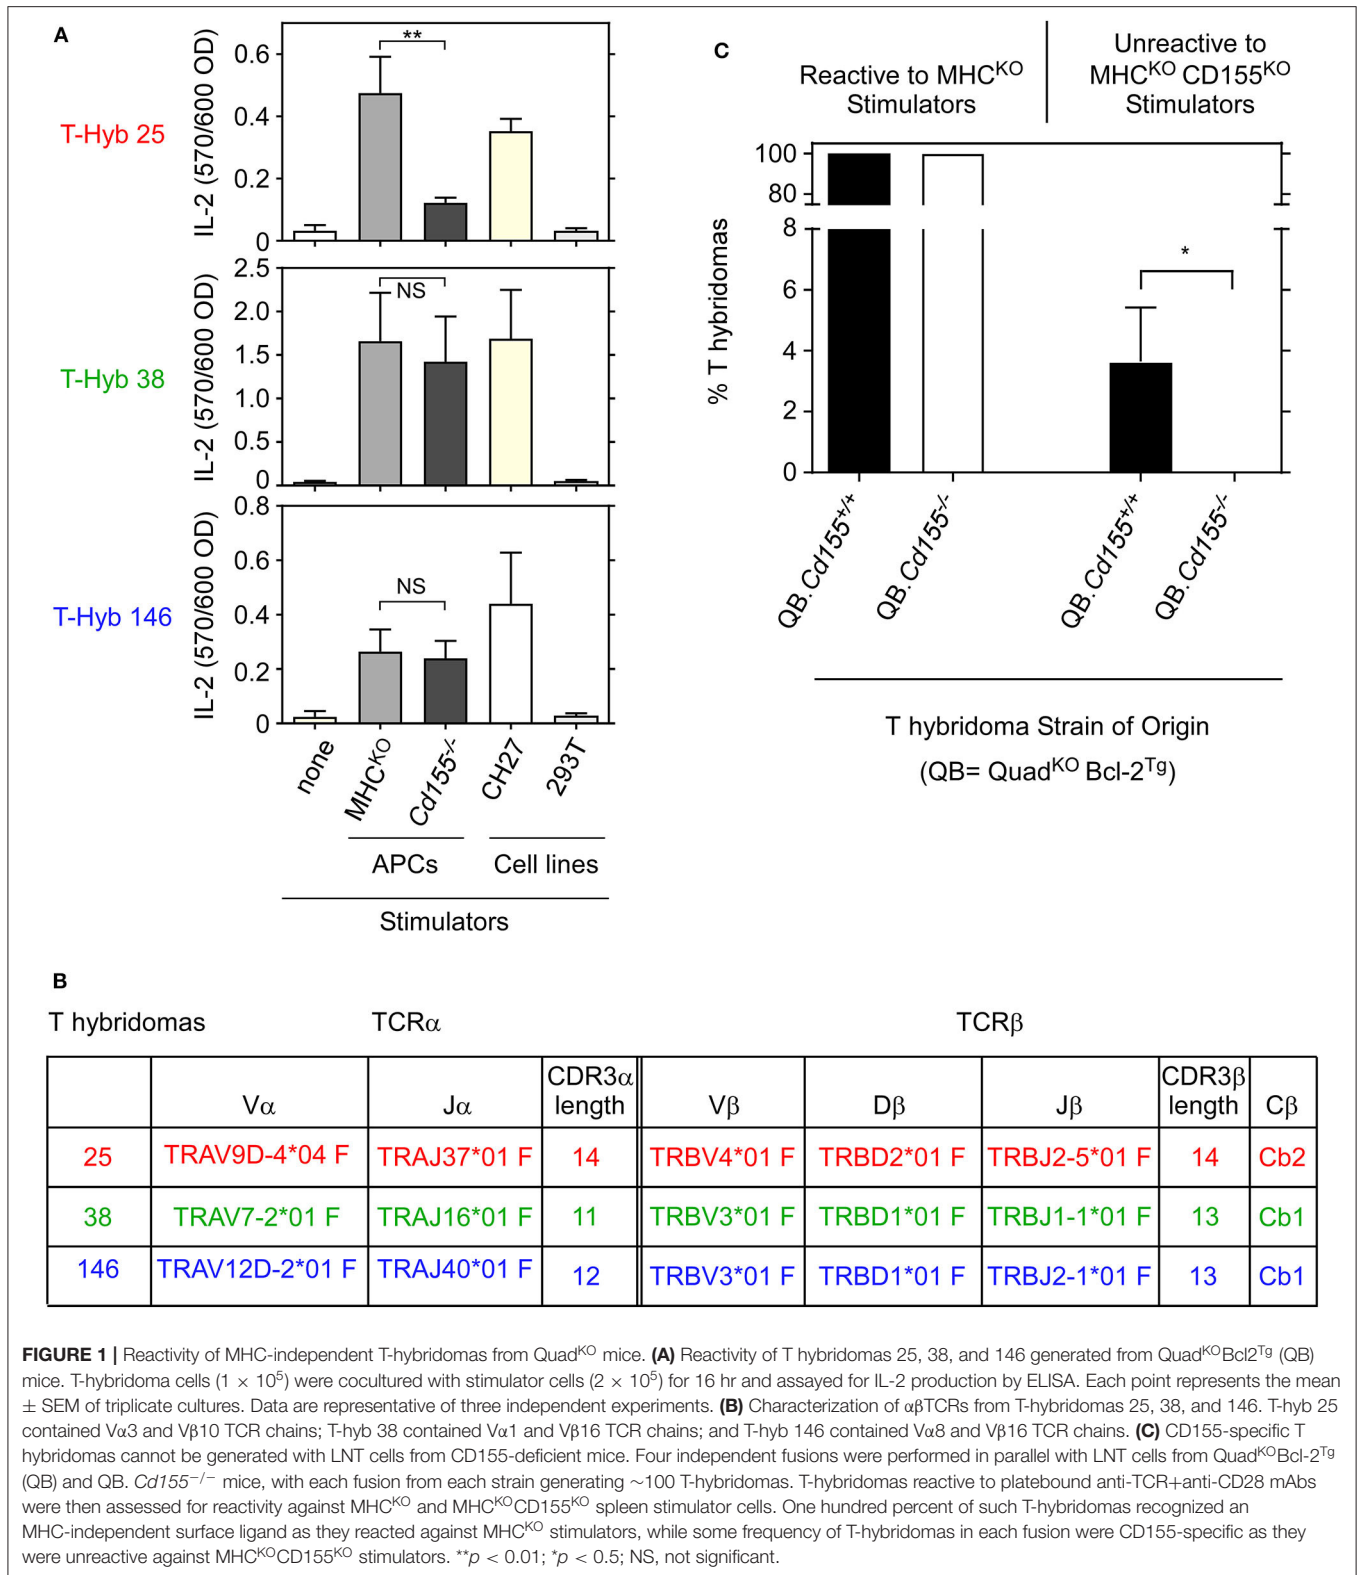 A
T-Hyb 25
IL-2 (570/600 OD)
0.6
0.4
0.2
0
**
T-Hyb 38
IL-2 (570/600 OD)
2.5
2.0
1.5
1.0
0.5
0
NS
T-Hyb 146
IL-2 (570/600 OD)
0.8
0.6
0.4
0.2
0
NS
none
MHCKO
Cd155-/-
CH27
293T
APCs
Cell lines
Stimulators
C
Reactive to MHCKO
Stimulators
Unreactive to
MHCKO CD155KO
Stimulators
% T hybridomas
100
80
8
6
4
2
0
*
QB.Cd155+/+
QB.Cd155-/-
QB.Cd155+/+
QB.Cd155-/-
T hybridoma Strain of Origin
(QB= QuadKO Bcl-2Tg)
B
T hybridomas TCRα TCRβ
Vα Jα CDR3α length Vβ Dβ Jβ CDR3β length Cβ
25 TRAV9D-4*04 F TRAJ37*01 F 14 TRBV4*01 F TRBD2*01 F TRBJ2-5*01 F 14 Cb2
38 TRAV7-2*01 F TRAJ16*01 F 11 TRBV3*01 F TRBD1*01 F TRBJ1-1*01 F 13 Cb1
146 TRAV12D-2*01 F TRAJ40*01 F 12 TRBV3*01 F TRBD1*01 F TRBJ2-1*01 F 13 Cb1
FIGURE 1 | Reactivity of MHC-independent T-hybridomas from QuadKO mice. (A) Reactivity of T hybridomas 25, 38, and 146 generated from QuadKOBcl2Tg (QB)
mice. T-hybridoma cells (1 × 10⁵) were cocultured with stimulator cells (2 × 10⁵) for 16 hr and assayed for IL-2 production by ELISA. Each point represents the mean
± SEM of triplicate cultures. Data are representative of three independent experiments. (B) Characterization of αβTCRs from T-hybridomas 25, 38, and 146. T-hyb 25
contained Vα3 and Vβ10 TCR chains; T-hyb 38 contained Vα1 and Vβ16 TCR chains; and T-hyb 146 contained Vα8 and Vβ16 TCR chains. (C) CD155-specific T
hybridomas cannot be generated with LNT cells from CD155-deficient mice. Four independent fusions were performed in parallel with LNT cells from QuadKOBcl-2Tg
(QB) and QB. Cd155−/− mice, with each fusion from each strain generating ~100 T-hybridomas. T-hybridomas reactive to platebound anti-TCR+anti-CD28 mAbs
were then assessed for reactivity against MHCKO and MHCKOCD155KO spleen stimulator cells. One hundred percent of such T-hybridomas recognized an
MHC-independent surface ligand as they reacted against MHCKO stimulators, while some frequency of T-hybridomas in each fusion were CD155-specific as they
were unreactive against MHCKOCD155KO stimulators. **p < 0.01; *p < 0.5; NS, not significant.